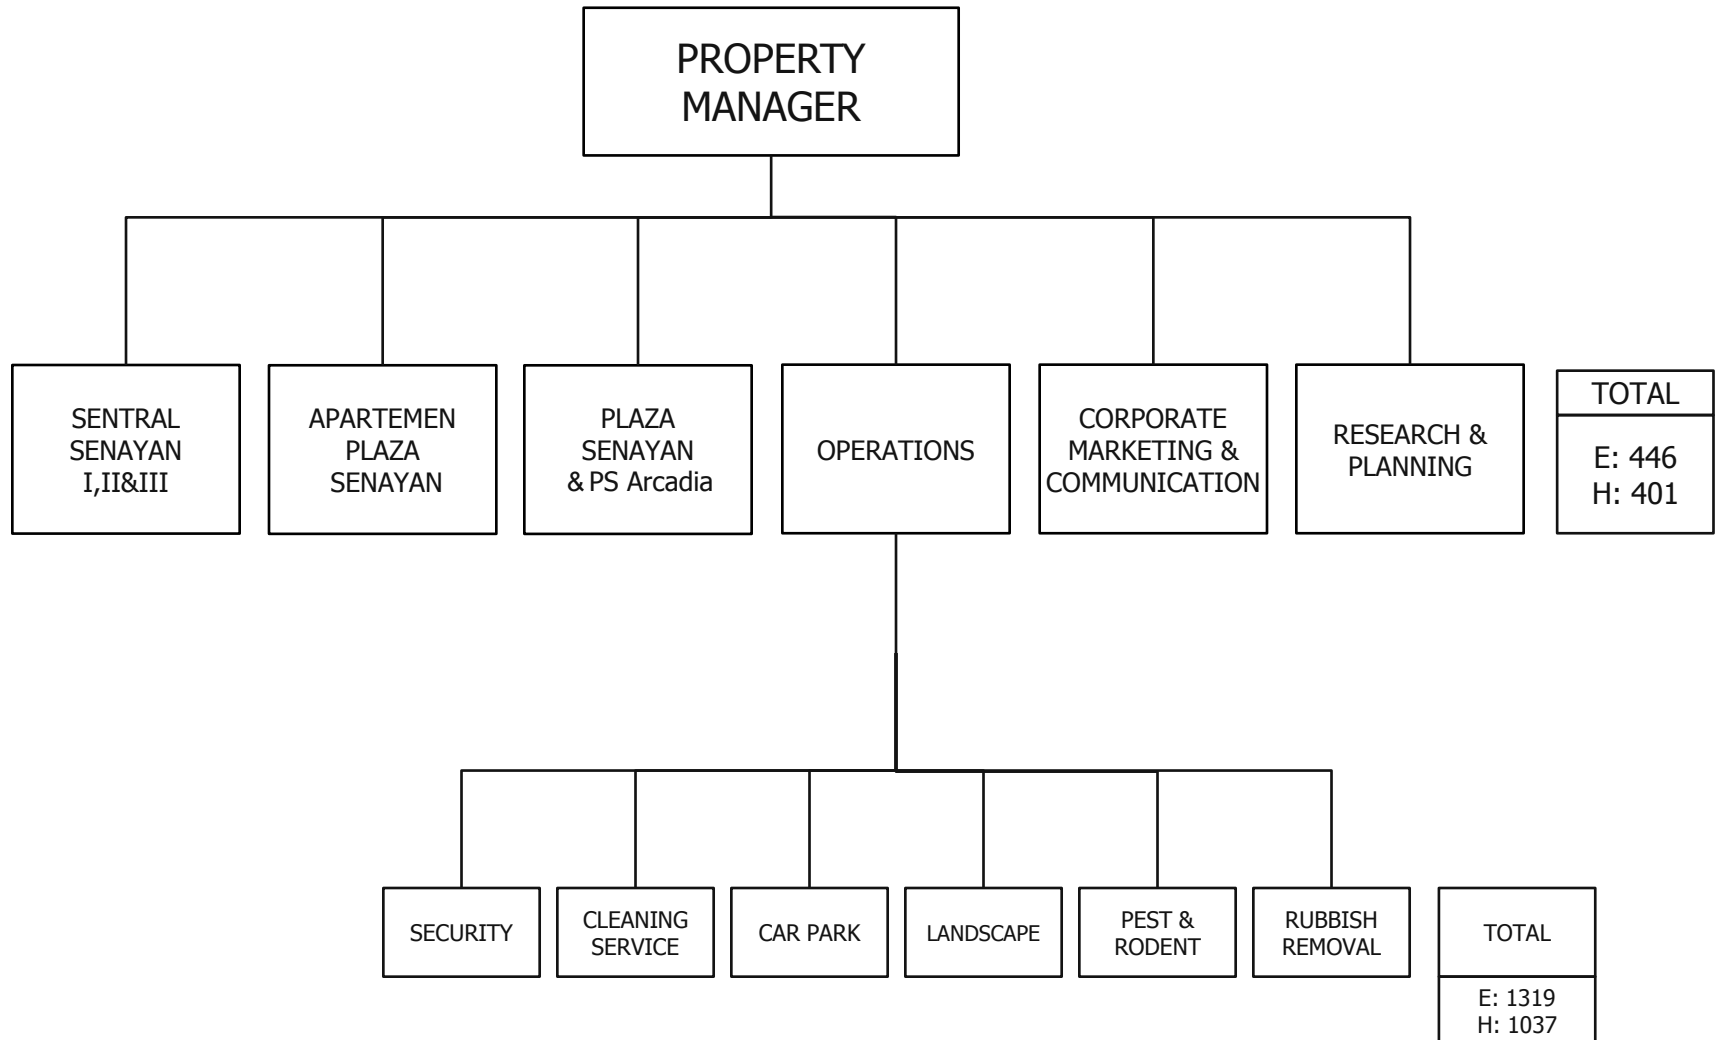 PROPERTY
MANAGER
SENTRAL
SENAYAN
I,II&III
APARTEMEN
PLAZA
SENAYAN
PLAZA
SENAYAN
& PS Arcadia
OPERATIONS
CORPORATE
MARKETING &
COMMUNICATION
RESEARCH &
PLANNING
TOTAL
E: 446
H: 401
SECURITY
CLEANING
SERVICE
CAR PARK
LANDSCAPE
PEST &
RODENT
RUBBISH
REMOVAL
TOTAL
E: 1319
H: 1037